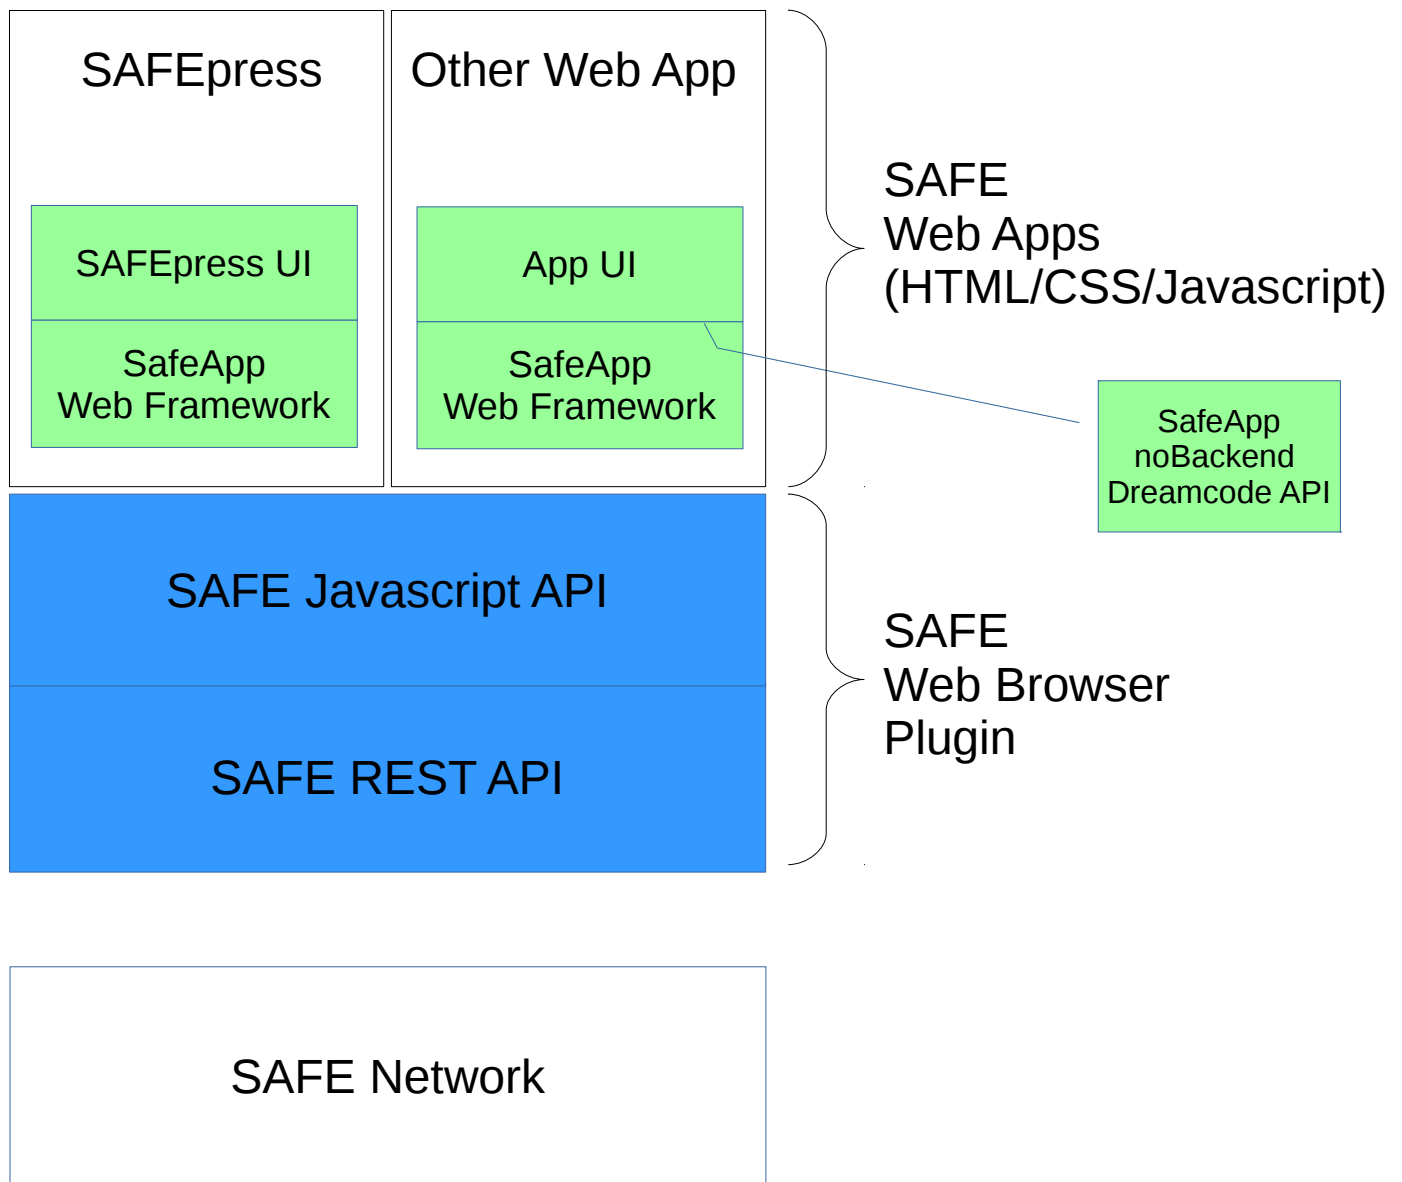 SAFEpress
Other Web App
SAFEpress UI
SafeApp
Web Framework
App UI
SafeApp
Web Framework
SAFE
Web Apps
(HTML/CSS/Javascript)
SafeApp
noBackend
Dreamcode API
SAFE Javascript API
SAFE REST API
SAFE
Web Browser
Plugin
SAFE Network